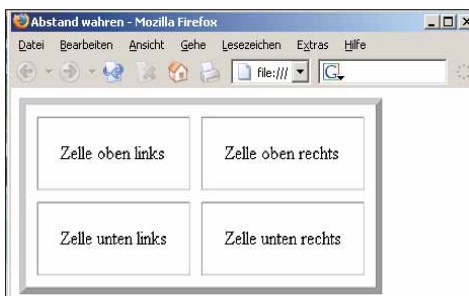 Abstand wahren - Mozilla Firefox
Datei Bearbeiten Ansicht Gehe Lesezeichen Extras Hilfe
file:/// G
Zelle oben links Zelle oben rechts
Zelle unten links Zelle unten rechts